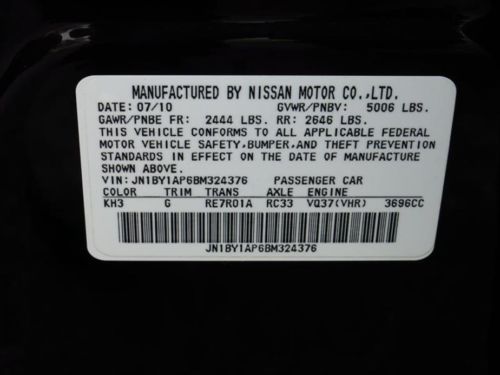 MANUFACTURED BY NISSAN MOTOR CO.,LTD.
DATE: 07/10 GVWR/PNBV: 5006 LBS.
GAWR/PNBE FR: 2444 LBS. RR: 2646 LBS.
THIS VEHICLE CONFORMS TO ALL APPLICABLE FEDERAL
MOTOR VEHICLE SAFETY,BUMPER,AND THEFT PREVENTION
STANDARDS IN EFFECT ON THE DATE OF MANUFACTURE
SHOWN ABOVE.
VIN: JN1BY1AP6BM324376 PASSENGER CAR
COLOR TRIM TRANS AXLE ENGINE
KH3 G RE7R01A RC33 VQ37(VHR) 3696CC
JN1BY1AP6BM324376